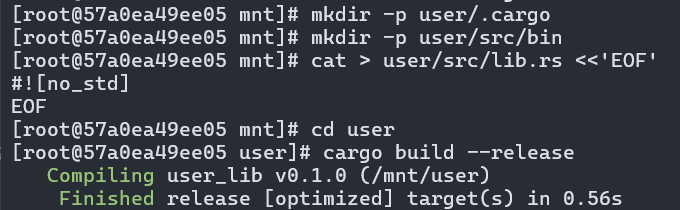 [root@57a0ea49ee05 mnt]# mkdir -p user/.cargo
[root@57a0ea49ee05 mnt]# mkdir -p user/src/bin
[root@57a0ea49ee05 mnt]# cat > user/src/lib.rs <<'EOF'
#![no_std]
EOF
[root@57a0ea49ee05 mnt]# cd user
[root@57a0ea49ee05 user]# cargo build --release
   Compiling user_lib v0.1.0 (/mnt/user)
    Finished release [optimized] target(s) in 0.56s